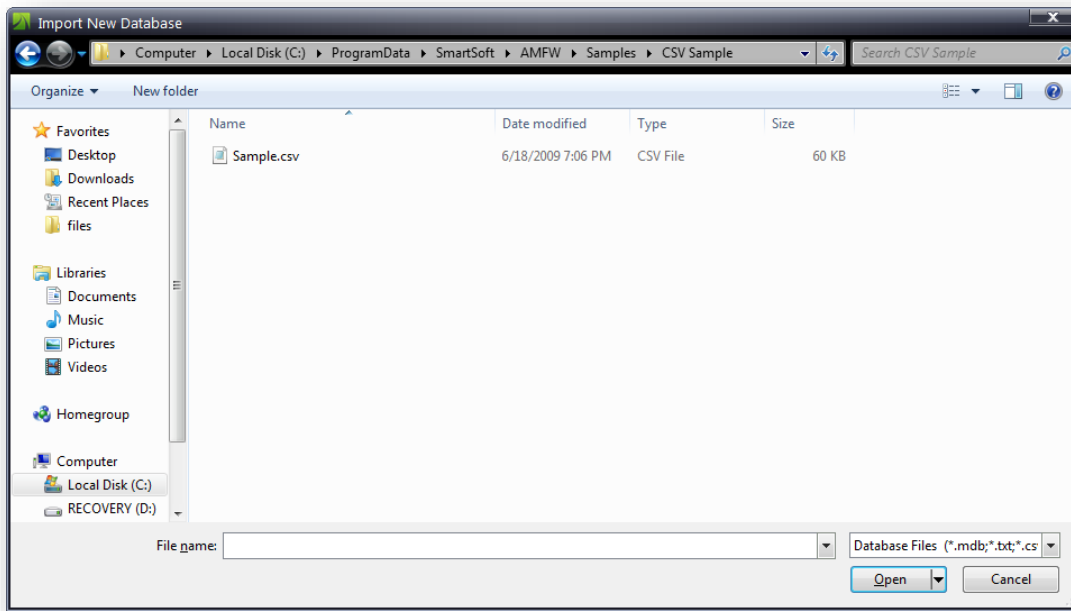 Import New Database
Computer Local Disk (C:) ProgramData SmartSoft AMFW Samples CSV Sample Search CSV Sample
Organize New folder
Name Date modified Type Size
Sample.csv 6/18/2009 7:06 PM CSV File 60 KB
Favorites
Desktop
Downloads
Recent Places
files
Libraries
Documents
Music
Pictures
Videos
Homegroup
Computer
Local Disk (C:)
RECOVERY (D:)
File name: Database Files (*.mdb;*.txt;*.cs
Open Cancel